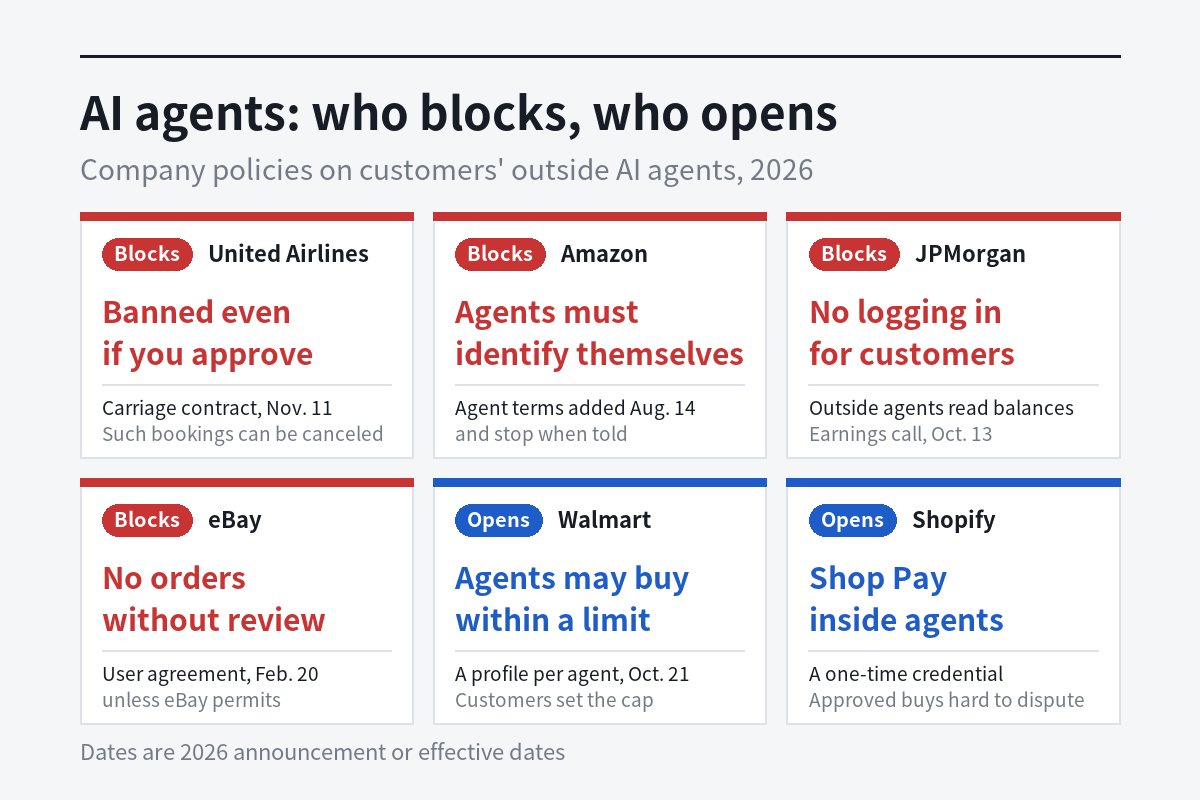 AI agents: who blocks, who opens
Company policies on customers' outside AI agents, 2026
Blocks United Airlines
Banned even
if you approve
Carriage contract, Nov. 11
Such bookings can be canceled
Blocks Amazon
Agents must
identify themselves
Agent terms added Aug. 14
and stop when told
Blocks JPMorgan
No logging in
for customers
Outside agents read balances
Earnings call, Oct. 13
Blocks eBay
No orders
without review
User agreement, Feb. 20
unless eBay permits
Opens Walmart
Agents may buy
within a limit
A profile per agent, Oct. 21
Customers set the cap
Opens Shopify
Shop Pay
inside agents
A one-time credential
Approved buys hard to dispute
Dates are 2026 announcement or effective dates